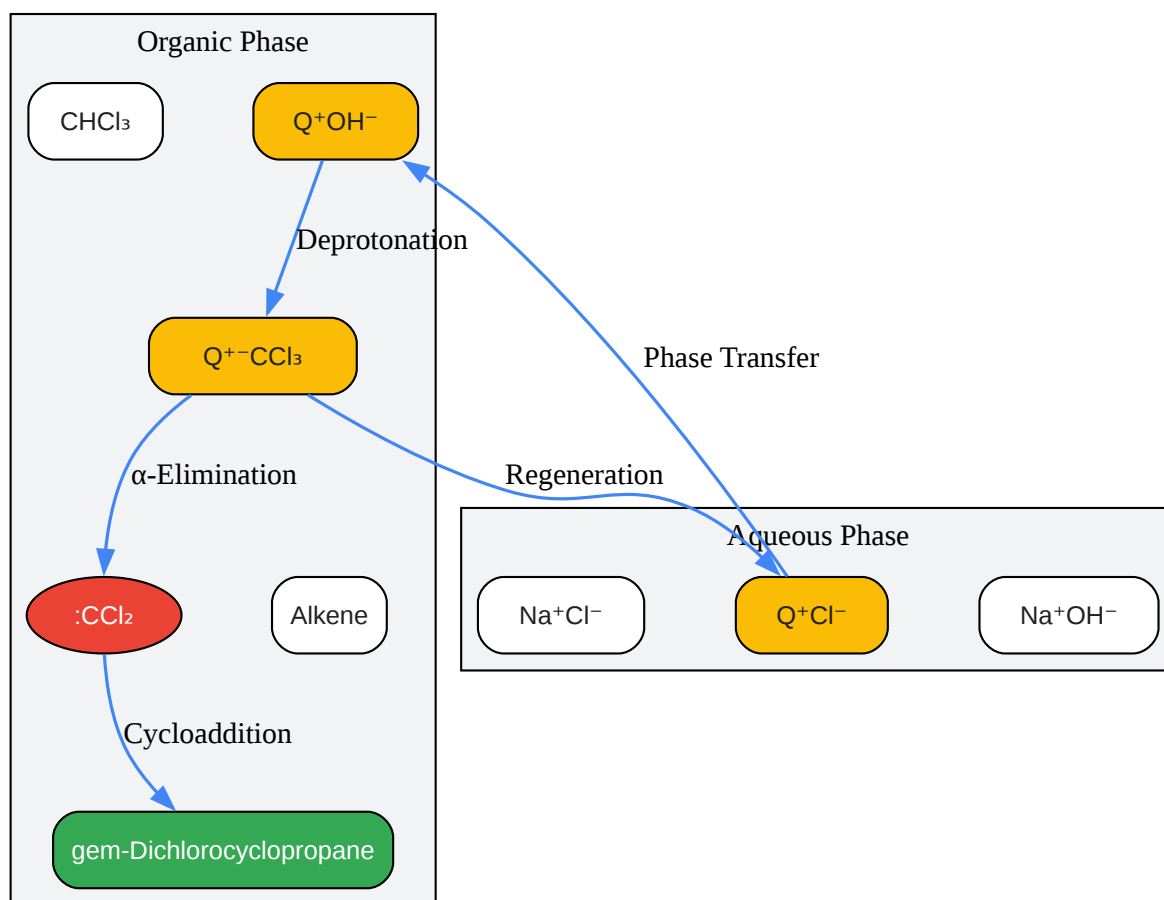 Organic Phase
CHCl₃
Q⁺OH⁻
Deprotonation
Q⁺⁻CCl₃
Phase Transfer
α-Elimination
Regeneration
Aqueous Phase
:CCl₂
Alkene
Na⁺Cl⁻
Q⁺Cl⁻
Na⁺OH⁻
Cycloaddition
gem-Dichlorocyclopropane